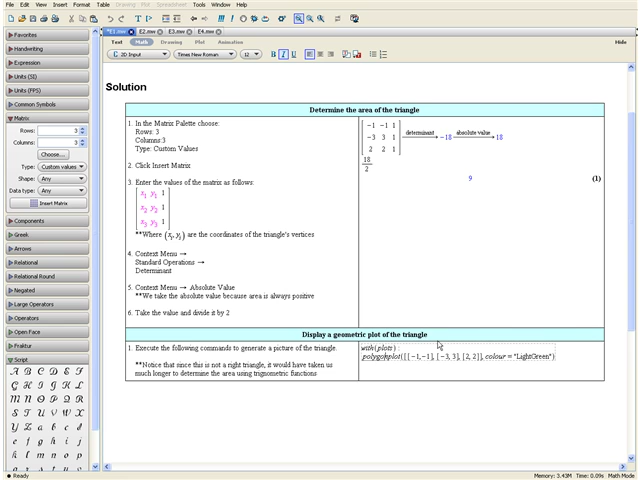 File Edit View Insert Format Table Drawing Plot Spreadsheet Tools Window Help
*E1.mw E2.mw E3.mw E4.mw
Text Math Drawing Plot Animation Hide
2D Input Times New Roman 12 B I U
Favorites
Handwriting
Expression
Units (SI)
Units (FPS)
Common Symbols
Matrix
Rows: 3
Columns: 3
Choose...
Type: Custom values
Shape: Any
Data type: Any
Insert Matrix
Components
Greek
Arrows
Relational
Relational Round
Negated
Large Operators
Operators
Open Face
Fraktur
Script
A B C D E F
G H I J K L
M N O P Q R
S T U V W X
Y Z a b c d
e f g h i j
k l m n o p
Solution
Determine the area of the triangle
1. In the Matrix Palette choose:
Rows: 3
Columns:3
Type: Custom Values
2. Click Insert Matrix
3. Enter the values of the matrix as follows:
x1 y1 1
x2 y2 1
x3 y3 1
**Where (xi, yi) are the coordinates of the triangle's vertices
4. Context Menu →
Standard Operations →
Determinant
5. Context Menu → Absolute Value
**We take the absolute value because area is always positive
6. Take the value and divide it by 2
-1 -1 1
-3 3 1
2 2 1
determinant → -18 absolute value → 18
18
2
9 (1)
Display a geometric plot of the triangle
1. Execute the following commands to generate a picture of the triangle.
**Notice that since this is not a right triangle, it would have taken us
much longer to determine the area using trignometric functions
with(plots) :
polygonplot([[ -1, -1], [ -3, 3], [2, 2]], colour = "LightGreen")
Ready Memory: 3.43M Time: 0.09s Math Mode